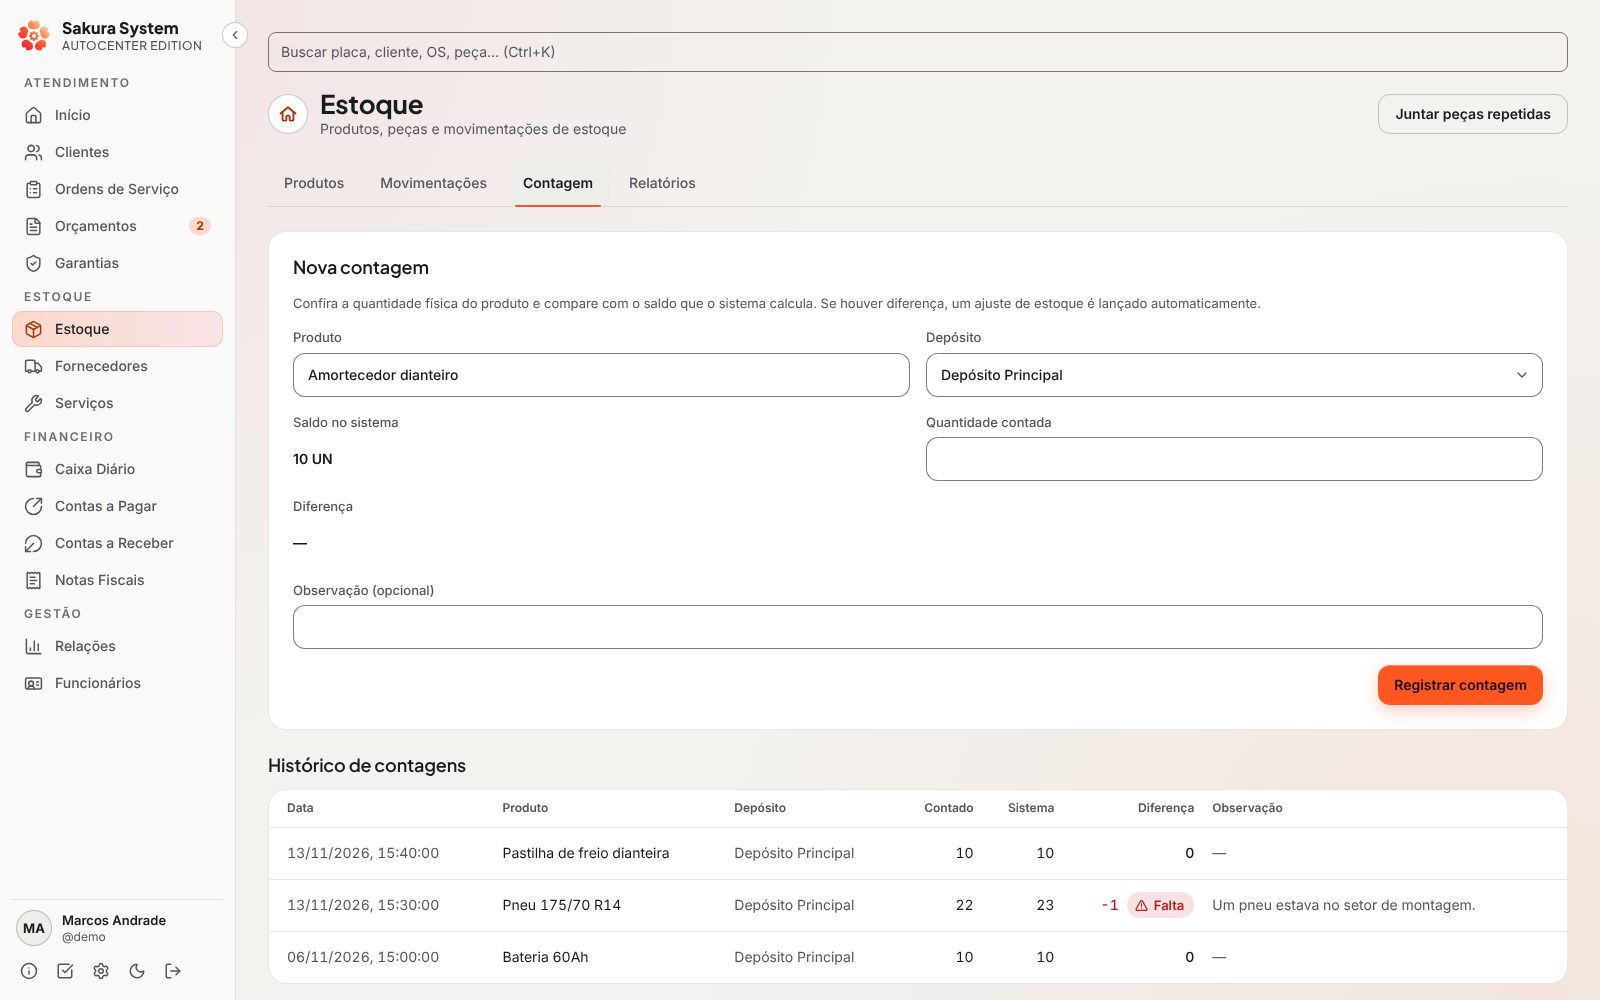 Sakura System
AUTOCENTER EDITION
ATENDIMENTO
Início
Clientes
Ordens de Serviço
Orçamentos 2
Garantias
ESTOQUE
Estoque
Fornecedores
Serviços
FINANCEIRO
Caixa Diário
Contas a Pagar
Contas a Receber
Notas Fiscais
GESTÃO
Relações
Funcionários
MA
Marcos Andrade
@demo
Buscar placa, cliente, OS, peça... (Ctrl+K)
Estoque
Produtos, peças e movimentações de estoque
Juntar peças repetidas
Produtos Movimentações Contagem Relatórios
Nova contagem
Confira a quantidade física do produto e compare com o saldo que o sistema calcula. Se houver diferença, um ajuste de estoque é lançado automaticamente.
Produto Depósito
Amortecedor dianteiro Depósito Principal
Saldo no sistema Quantidade contada
10 UN
Diferença
—
Observação (opcional)
Registrar contagem
Histórico de contagens
Data Produto Depósito Contado Sistema Diferença Observação
13/11/2026, 15:40:00 Pastilha de freio dianteira Depósito Principal 10 10 0 —
13/11/2026, 15:30:00 Pneu 175/70 R14 Depósito Principal 22 23 -1 Falta Um pneu estava no setor de montagem.
06/11/2026, 15:00:00 Bateria 60Ah Depósito Principal 10 10 0 —